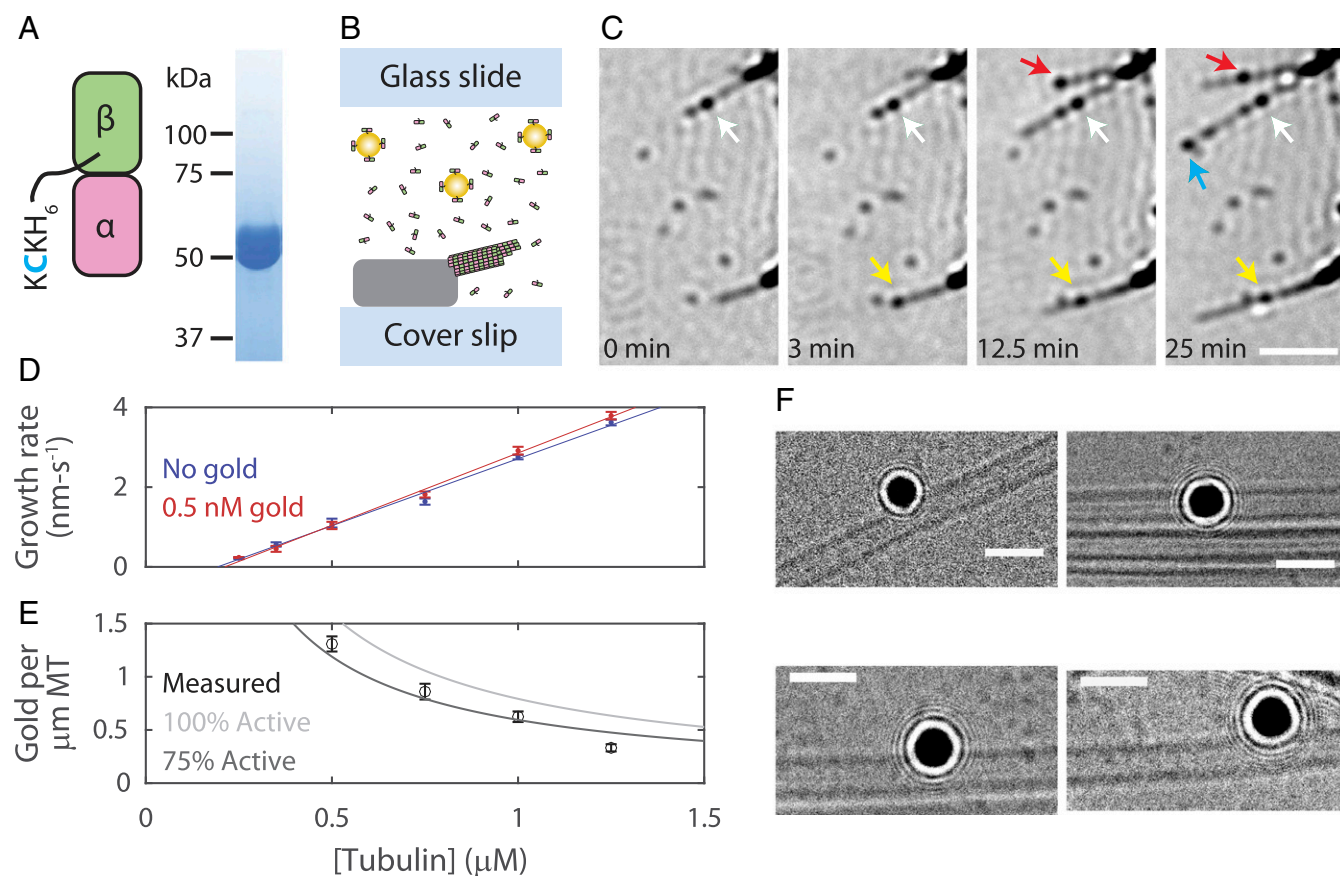 A
kDa
β
α
KCKH6
100
75
50
37
B
Glass slide
Cover slip
C
0 min
3 min
12.5 min
25 min
D
Growth rate
(nm-s-1)
4
2
0
No gold
0.5 nM gold
E
Gold per
μm MT
1.5
1
0.5
0
Measured
100% Active
75% Active
0
0.5
1
1.5
[Tubulin] (μM)
F